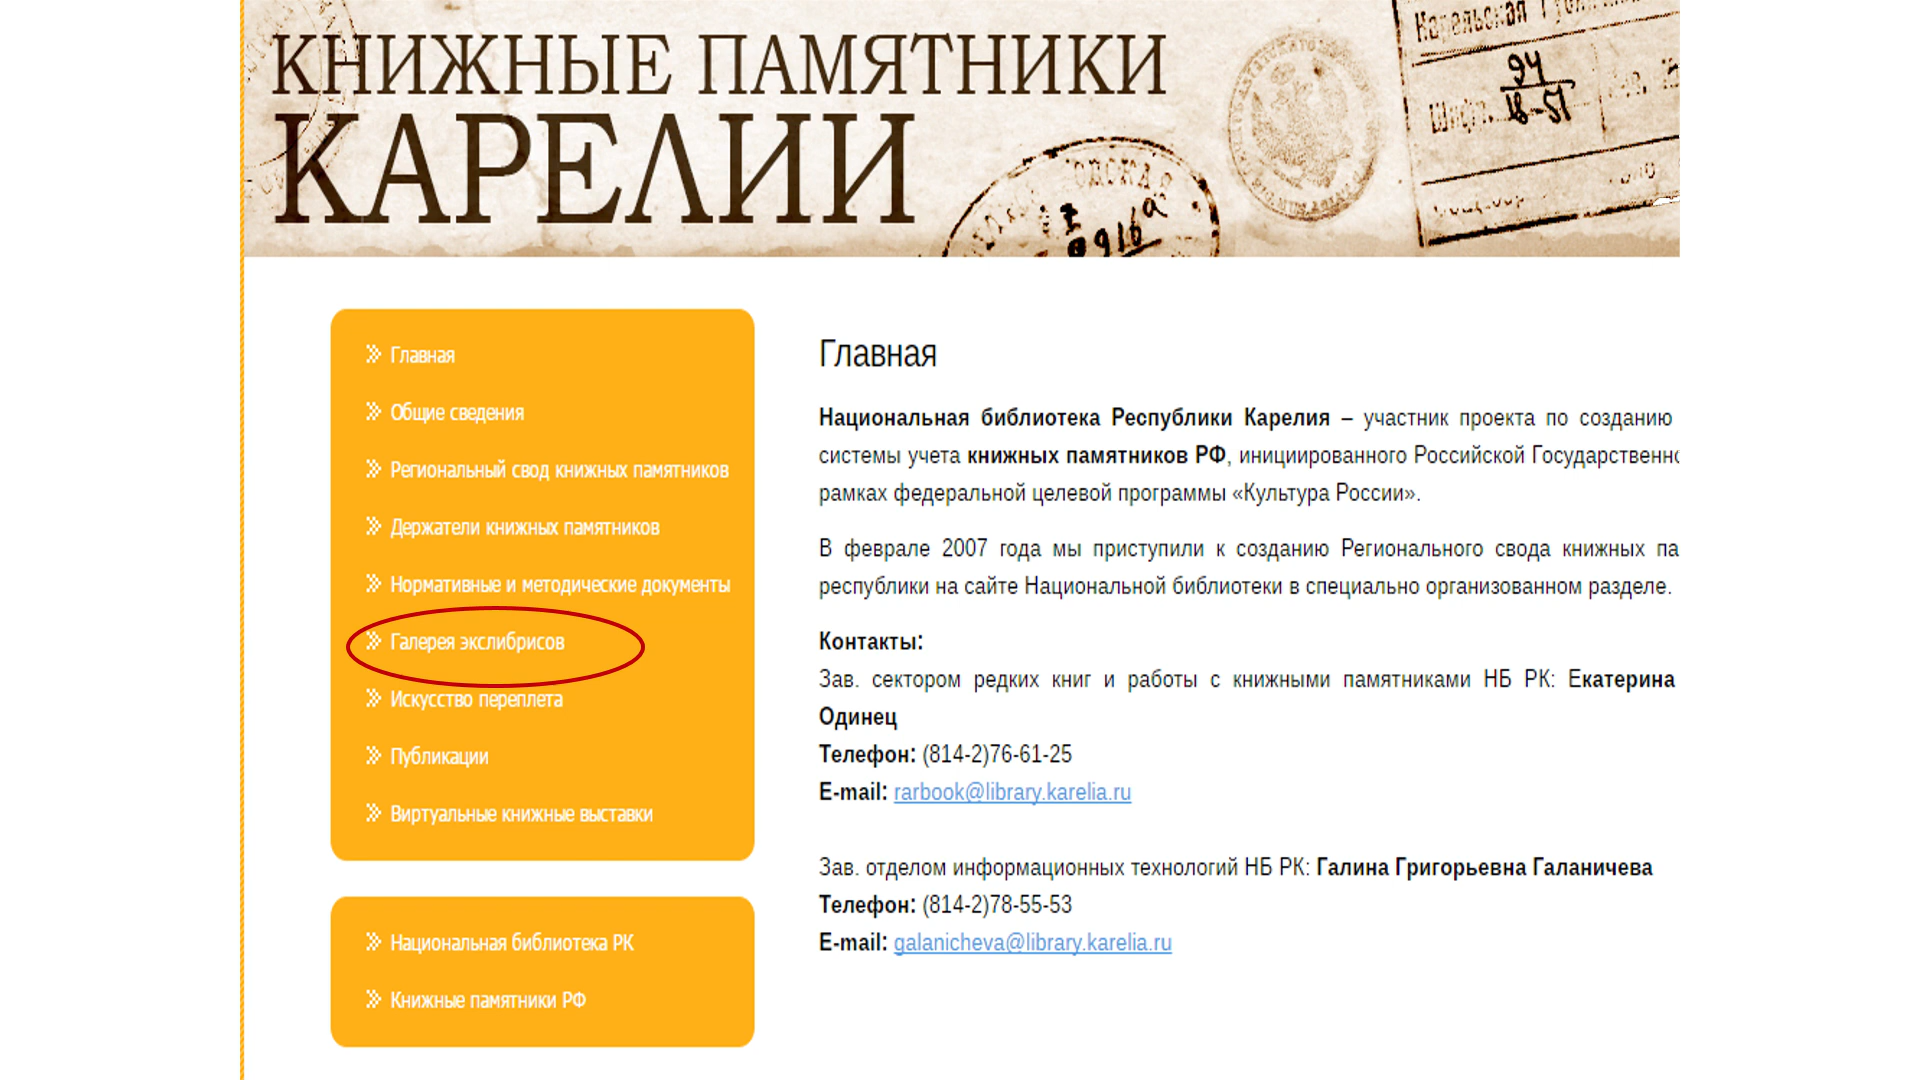 КНИЖНЫЕ ПАМЯТНИКИ
КАРЕЛИИ
94
18-51
Главная
Общие сведения
Региональный свод книжных памятников
Держатели книжных памятников
Нормативные и методические документы
Галерея экслибрисов
Искусство переплета
Публикации
Виртуальные книжные выставки
Национальная библиотека РК
Книжные памятники РФ
Главная
Национальная библиотека Республики Карелия – участник проекта по созданию
системы учета книжных памятников РФ, инициированного Российской Государственно
рамках федеральной целевой программы «Культура России».
В феврале 2007 года мы приступили к созданию Регионального свода книжных па
республики на сайте Национальной библиотеки в специально организованном разделе.
Контакты:
Зав. сектором редких книг и работы с книжными памятниками НБ РК: Екатерина
Одинец
Телефон: (814-2)76-61-25
E-mail: rarbook@library.karelia.ru
Зав. отделом информационных технологий НБ РК: Галина Григорьевна Галаничева
Телефон: (814-2)78-55-53
E-mail: galanicheva@library.karelia.ru